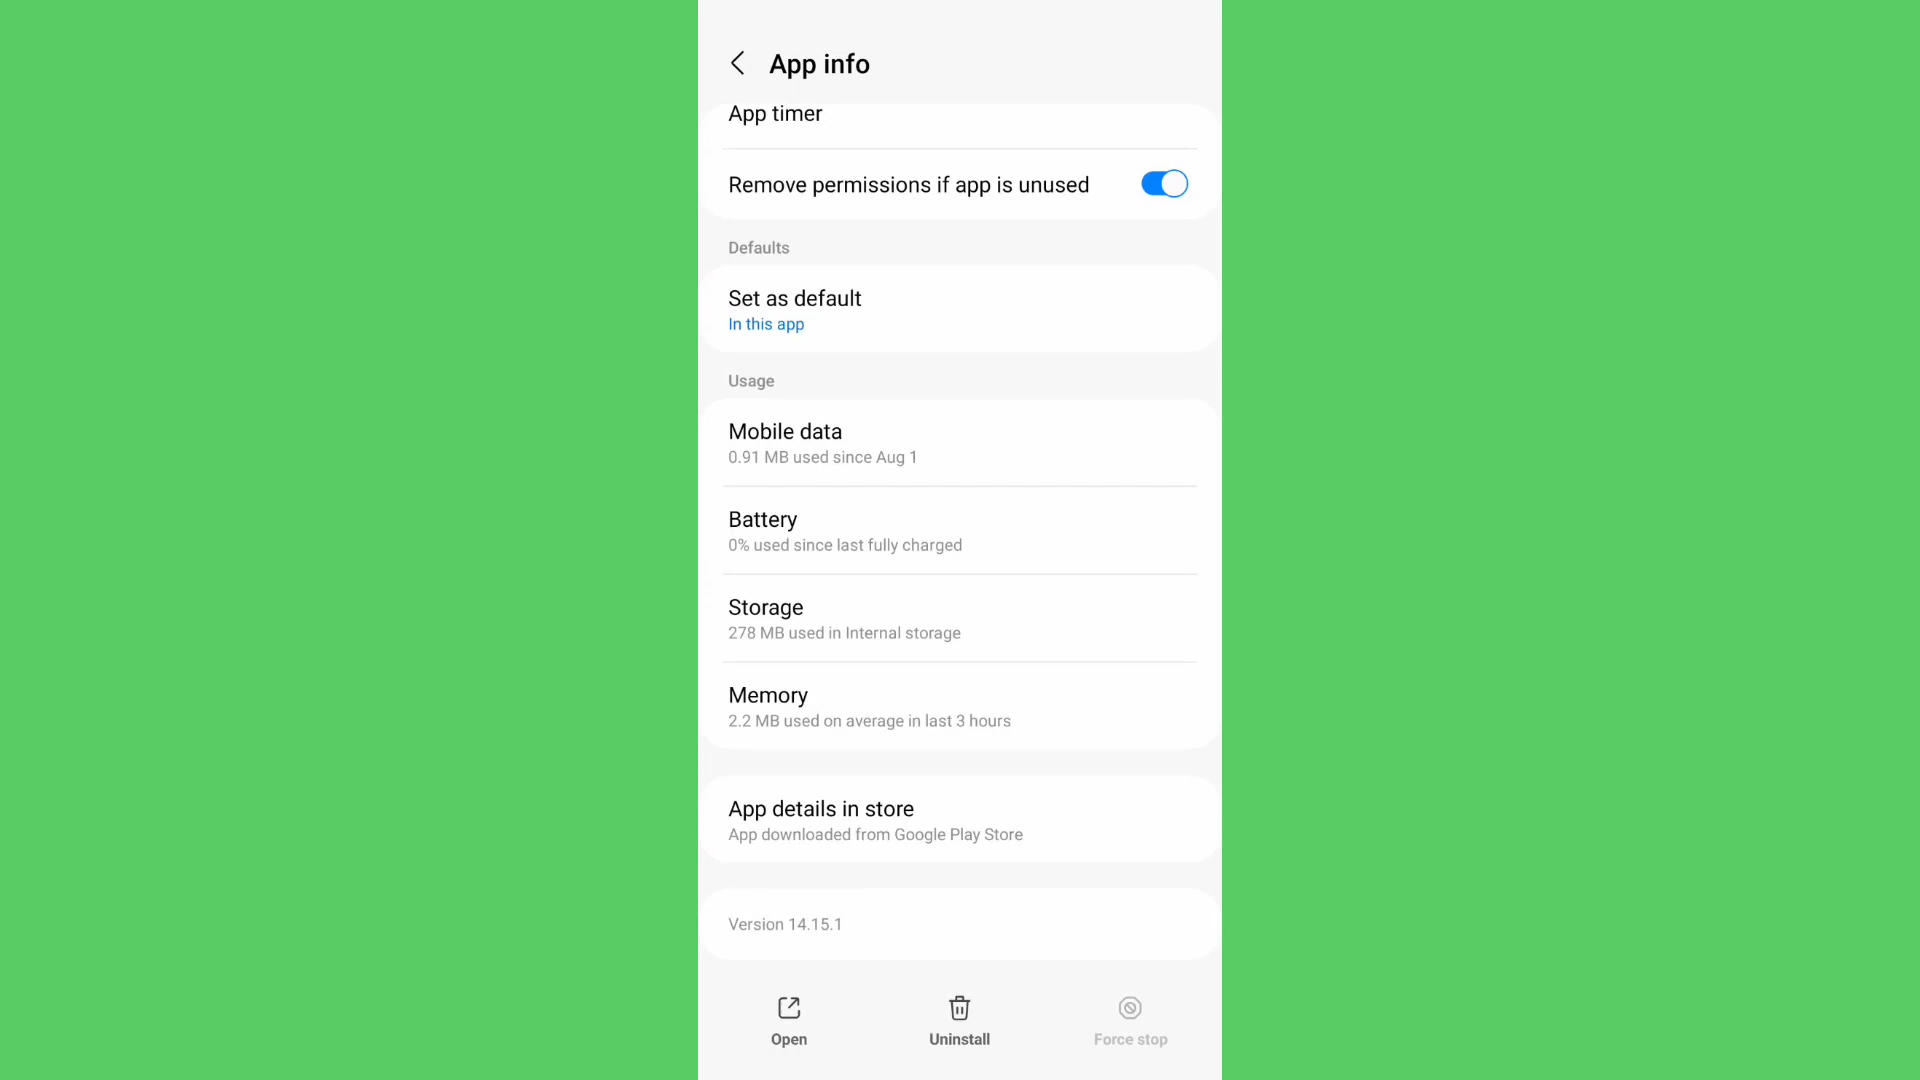 App info
App timer
Remove permissions if app is unused
Defaults
Set as default
In this app
Usage
Mobile data
0.91 MB used since Aug 1
Battery
0% used since last fully charged
Storage
278 MB used in Internal storage
Memory
2.2 MB used on average in last 3 hours
App details in store
App downloaded from Google Play Store
Version 14.15.1
Open
Uninstall
Force stop